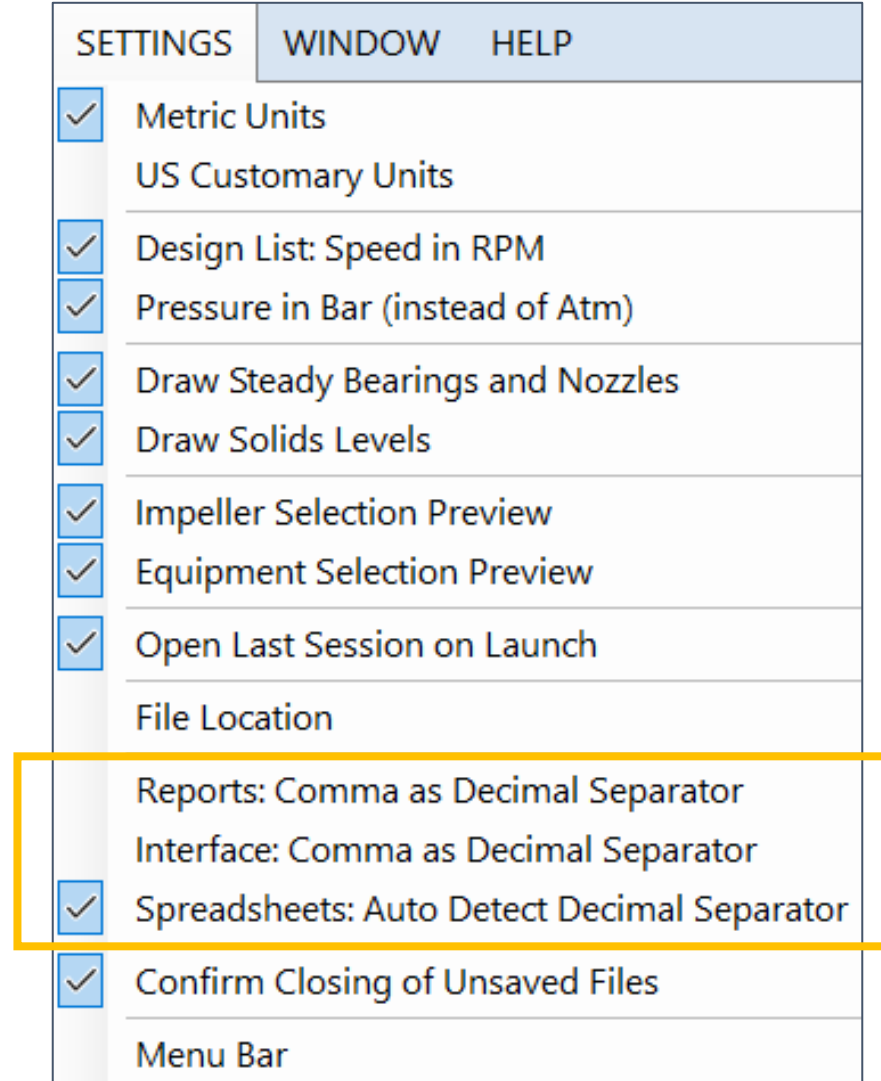 SETTINGS WINDOW HELP
Metric Units
US Customary Units
Design List: Speed in RPM
Pressure in Bar (instead of Atm)
Draw Steady Bearings and Nozzles
Draw Solids Levels
Impeller Selection Preview
Equipment Selection Preview
Open Last Session on Launch
File Location
Reports: Comma as Decimal Separator
Interface: Comma as Decimal Separator
Spreadsheets: Auto Detect Decimal Separator
Confirm Closing of Unsaved Files
Menu Bar